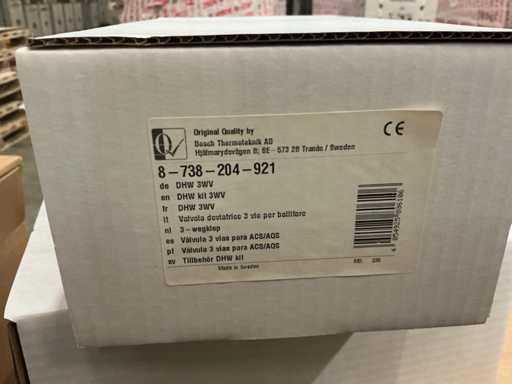 Original Quality by
Bosch Thermoteknik AB
Hjälmarydsvägen 8; SE- 573 28 Tranås / Sweden
CE
8-738-204-921
de DHW 3WV
en DHW kit 3WV
fr DHW 3WV
it Valvola deviatrice 3 vie per bollitore
nl 3-wegklep
es Válvula 3 vías para ACS/AQS
pl Válvula 3 vias para ACS/AQS
sv Tillbehör DHW kit
Made in Sweden